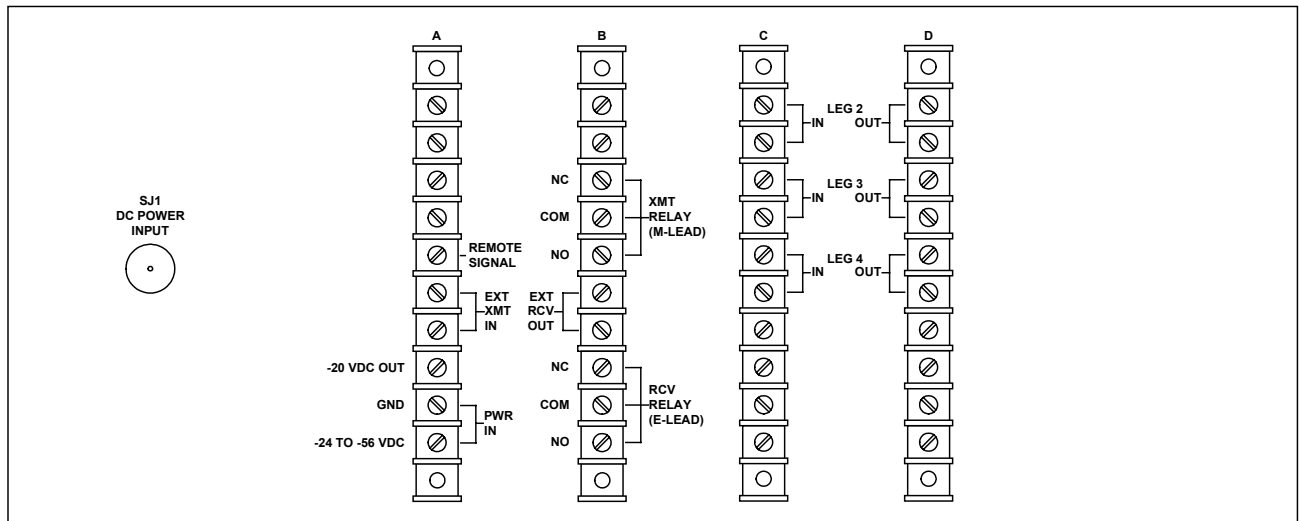 A
B
C
D
SJ1
DC POWER
INPUT
REMOTE
SIGNAL
EXT
XMT
IN
-20 VDC OUT
GND
-24 TO -56 VDC
PWR
IN
NC
COM
NO
XMT
RELAY
(M-LEAD)
EXT
RCV
OUT
NC
COM
NO
RCV
RELAY
(E-LEAD)
LEG 2
IN
OUT
LEG 3
IN
OUT
LEG 4
IN
OUT